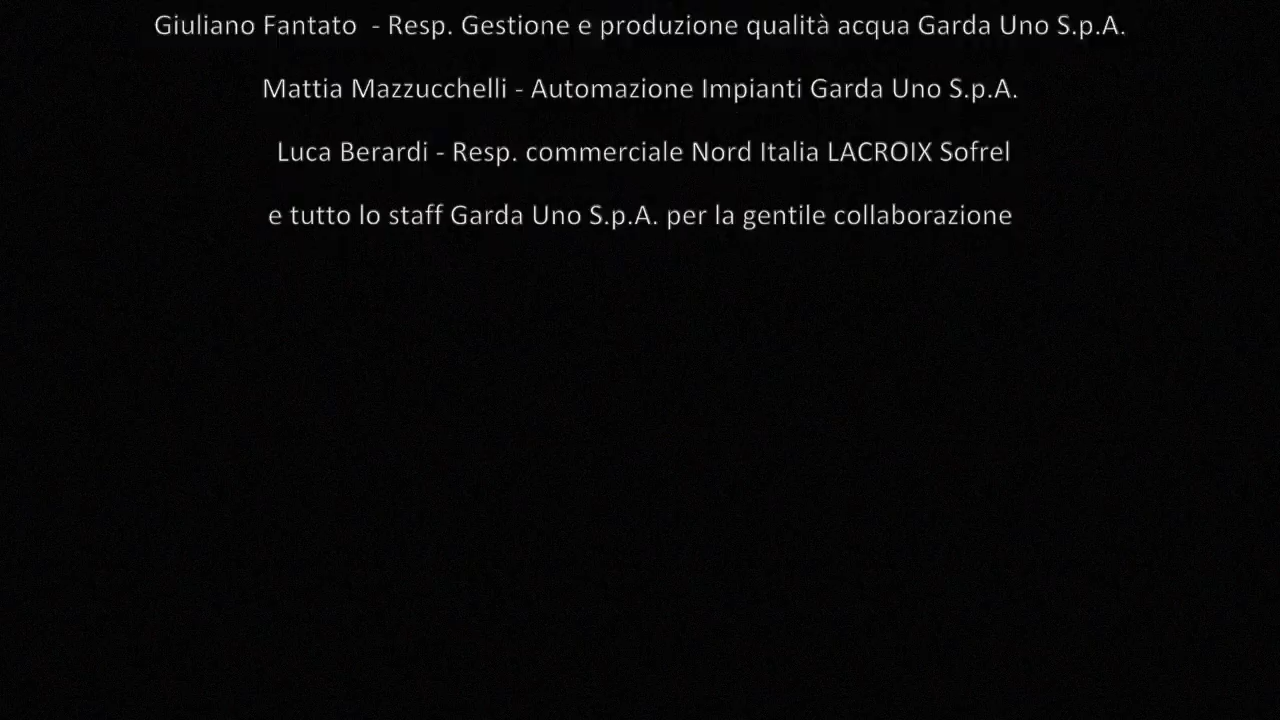 Giuliano Fantato - Resp. Gestione e produzione qualità acqua Garda Uno S.p.A.
Mattia Mazzucchelli - Automazione Impianti Garda Uno S.p.A.
Luca Berardi - Resp. commerciale Nord Italia LACROIX Sofrel
e tutto lo staff Garda Uno S.p.A. per la gentile collaborazione